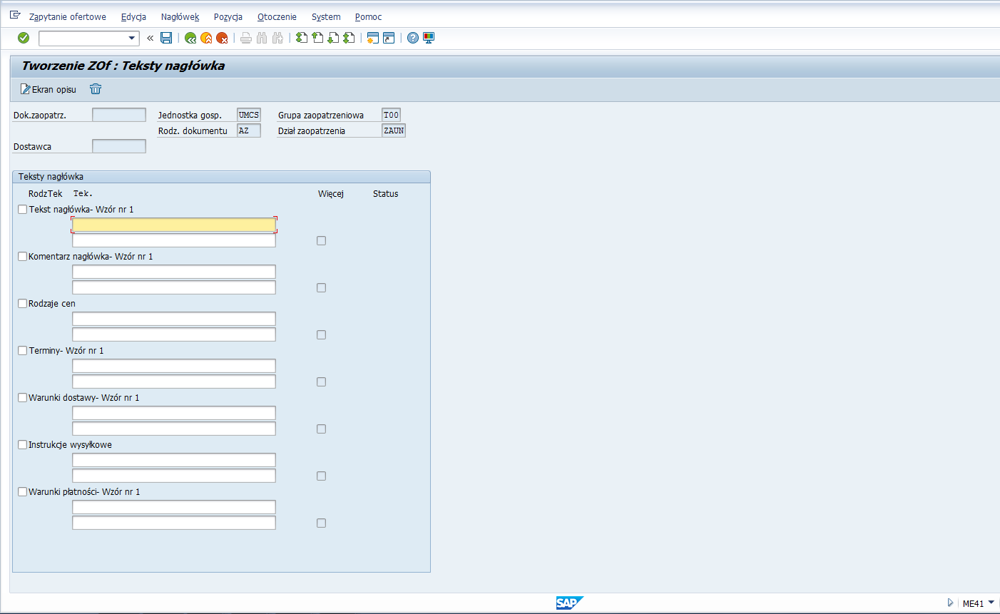 Zapytanie ofertowe Edycja Nagłówek Pozycja Otoczenie System Pomoc
Tworzenie ZOf : Teksty nagłówka
Ekran opisu
Dok.zaopatrz. Jednostka gosp. UMCS Grupa zaopatrzeniowa T00
Rodz. dokumentu AZ Dział zaopatrzenia ZAUN
Dostawca
Teksty nagłówka
RodzTek Tek. Więcej Status
Tekst nagłówka- Wzór nr 1
Komentarz nagłówka- Wzór nr 1
Rodzaje cen
Terminy- Wzór nr 1
Warunki dostawy- Wzór nr 1
Instrukcje wysyłkowe
Warunki płatności- Wzór nr 1
SAP ME41